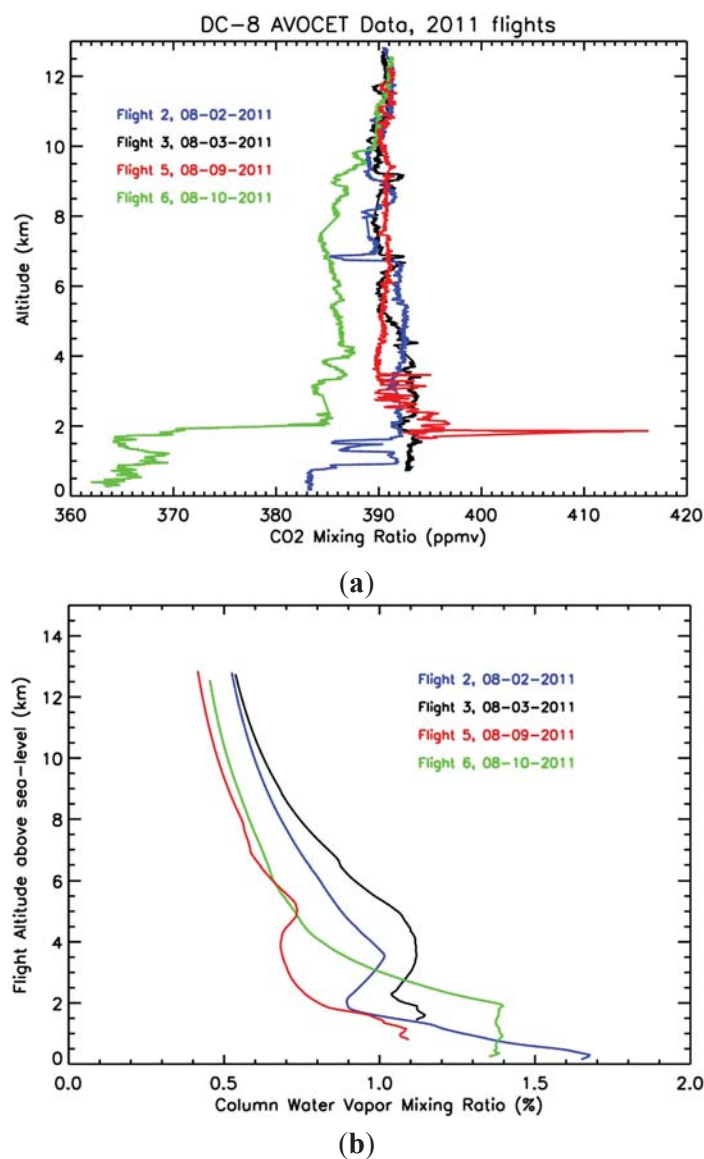 DC-8 AVOCET Data, 2011 flights
12
10
8
6
4
2
0
Altitude (km)
Flight 2, 08-02-2011
Flight 3, 08-03-2011
Flight 5, 08-09-2011
Flight 6, 08-10-2011
360 370 380 390 400 410 420
CO2 Mixing Ratio (ppmv)
(a)
14
12
10
8
6
4
2
0
Flight Altitude above sea-level (km)
Flight 2, 08-02-2011
Flight 3, 08-03-2011
Flight 5, 08-09-2011
Flight 6, 08-10-2011
0.0 0.5 1.0 1.5 2.0
Column Water Vapor Mixing Ratio (%)
(b)